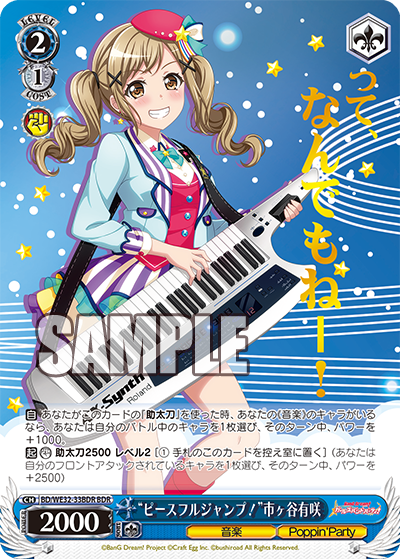 LEVEL
2
1
COST
って、
なんでもねー!
SAMPLE
-Synth
Roland
自 あなたがこのカードの「助太刀」を使った時、あなたの《音楽》のキャラがいる
なら、あなたは自分のバトル中のキャラを1枚選び、そのターン中、パワーを
+1000。
起 助太刀2500 レベル2 [① 手札のこのカードを控え室に置く] (あなたは
自分のフロントアタックされているキャラを1枚選び、そのターン中、パワーを
+2500)
CH BD/WE32-33BDR BDR
POWER
2000
"ピースフルジャンプ!"市ヶ谷有咲
音楽
Poppin'Party
©BanG Dream! Project ©Craft Egg Inc. ©bushiroad All Rights Reserved.